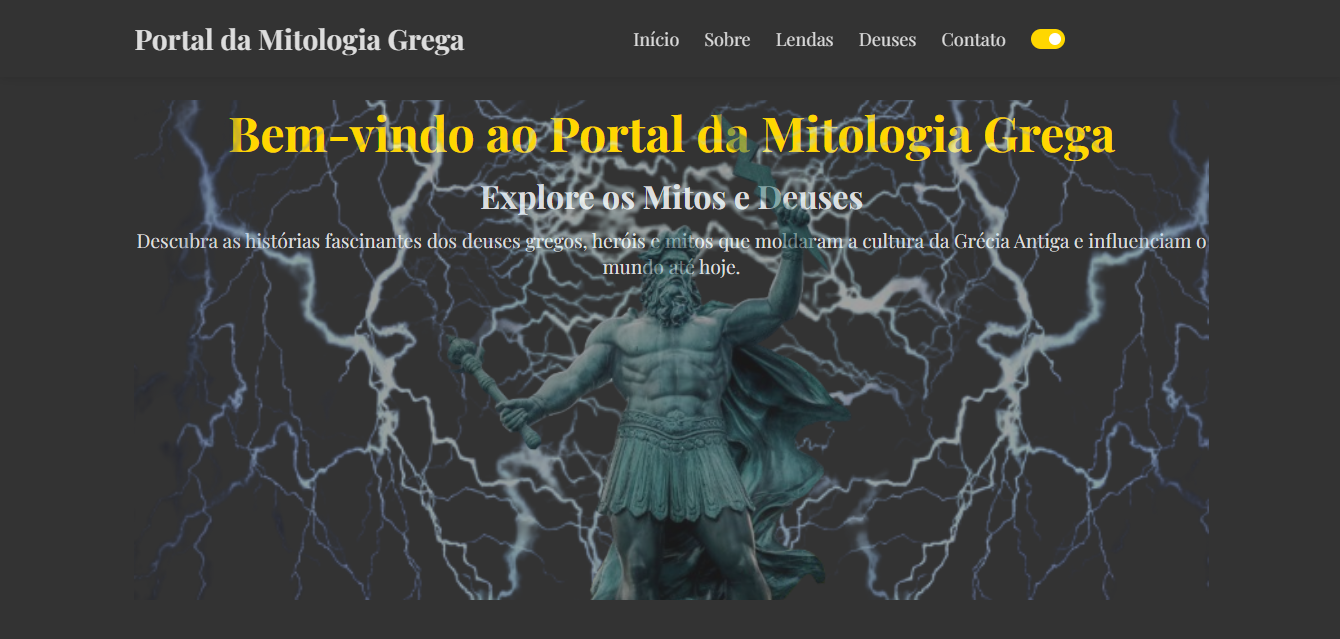 Portal da Mitologia Grega
Início Sobre Lendas Deuses Contato
Bem-vindo ao Portal da Mitologia Grega
Explore os Mitos e Deuses
Descubra as histórias fascinantes dos deuses gregos, heróis e mitos que moldaram a cultura da Grécia Antiga e influenciam o
mundo até hoje.